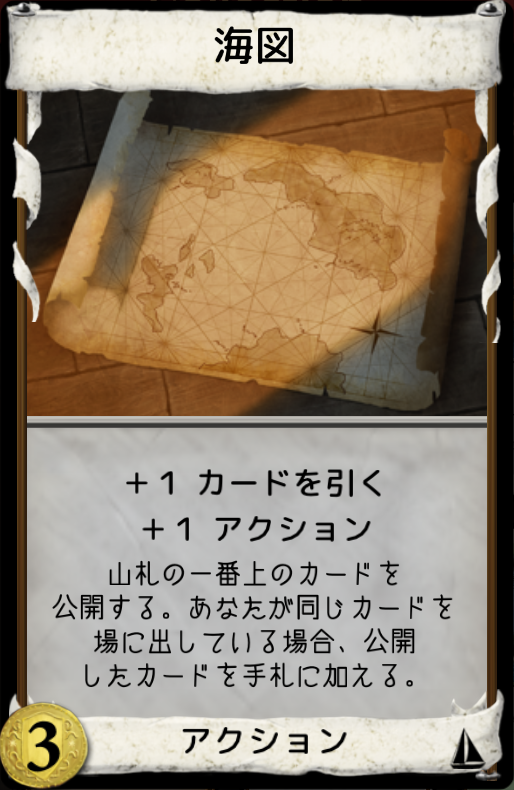 海図
+1 カードを引く
+1 アクション
山札の一番上のカードを
公開する。あなたが同じカードを
場に出している場合、公開
したカードを手札に加える。
3
アクション